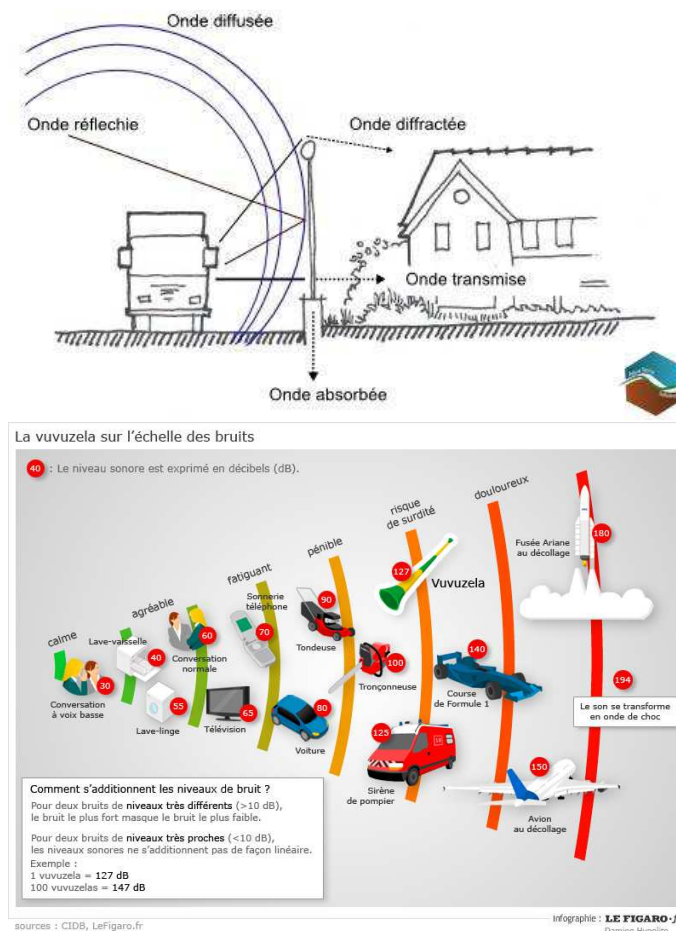 Onde diffusée
Onde réflechie
Onde diffractée
Onde transmise
Onde absorbée
La vuvuzela sur l'échelle des bruits
40 : Le niveau sonore est exprimé en décibels (dB).
calme
agréable
fatiguant
pénible
risque
de surdité
douloureux
30
Conversation
à voix basse
Lave-vaisselle
40
55
Lave-linge
60
Conversation
normale
65
Télévision
Sonnerie
téléphone
70
80
Voiture
90
Tondeuse
100
Tronçonneuse
127
Vuvuzela
125
Sirène
de pompier
18
140
Course
de Formule 1
150
Avion
au décollage
Fusée Ariane
au décollage
180
194
Le son se transforme
en onde de choc
Comment s'additionnent les niveaux de bruit ?
Pour deux bruits de niveaux très différents (>10 dB),
le bruit le plus fort masque le bruit le plus faible.
Pour deux bruits de niveaux très proches (<10 dB),
les niveaux sonores ne s'additionnent pas de façon linéaire.
Exemple :
1 vuvuzela = 127 dB
100 vuvuzelas = 147 dB
sources : CIDB, LeFigaro.fr
Infographie : LE FIGARO